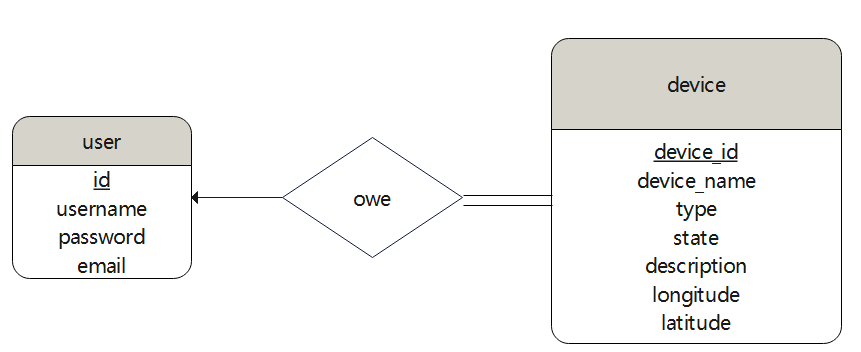 user
id
username
password
email
owe
device
device_id
device_name
type
state
description
longitude
latitude